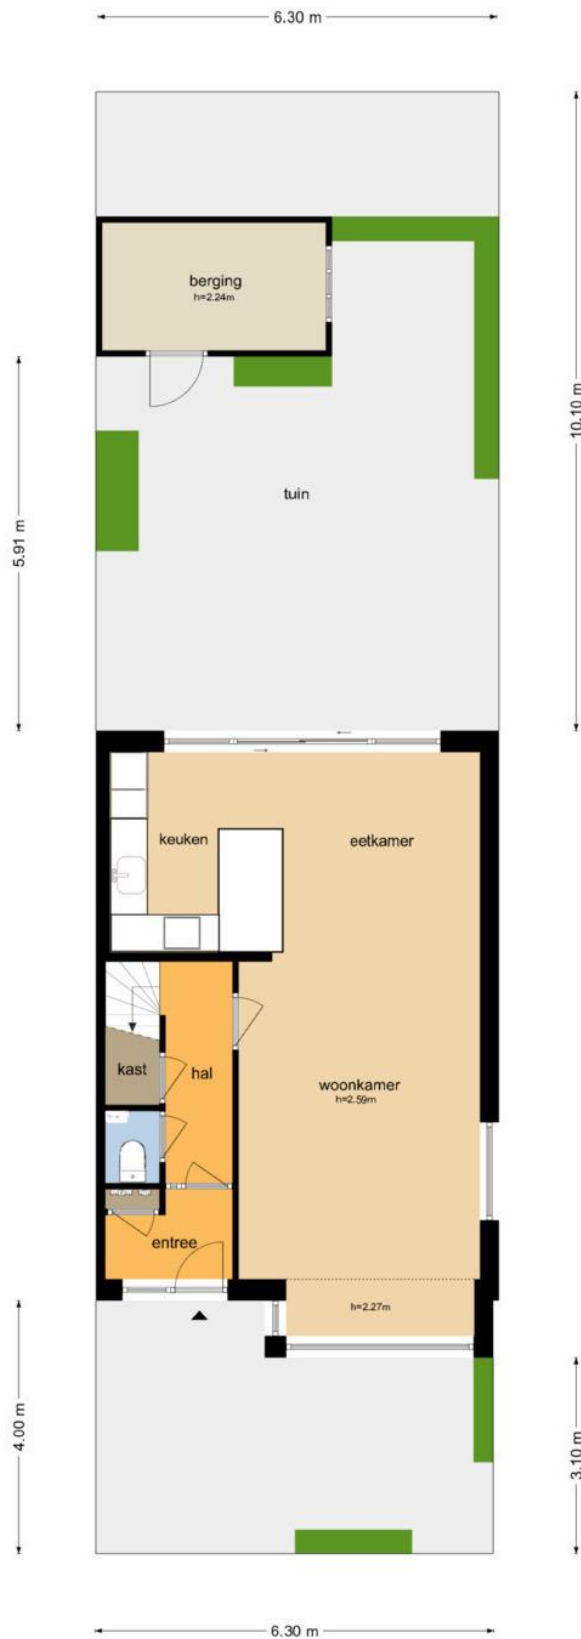 6.30 m
berging
h=2.24m
10.10 m
tuin
5.91 m
keuken
eetkamer
kast
hal
woonkamer
h=2.59m
entree
h=2.27m
4.00 m
3.10 m
6.30 m